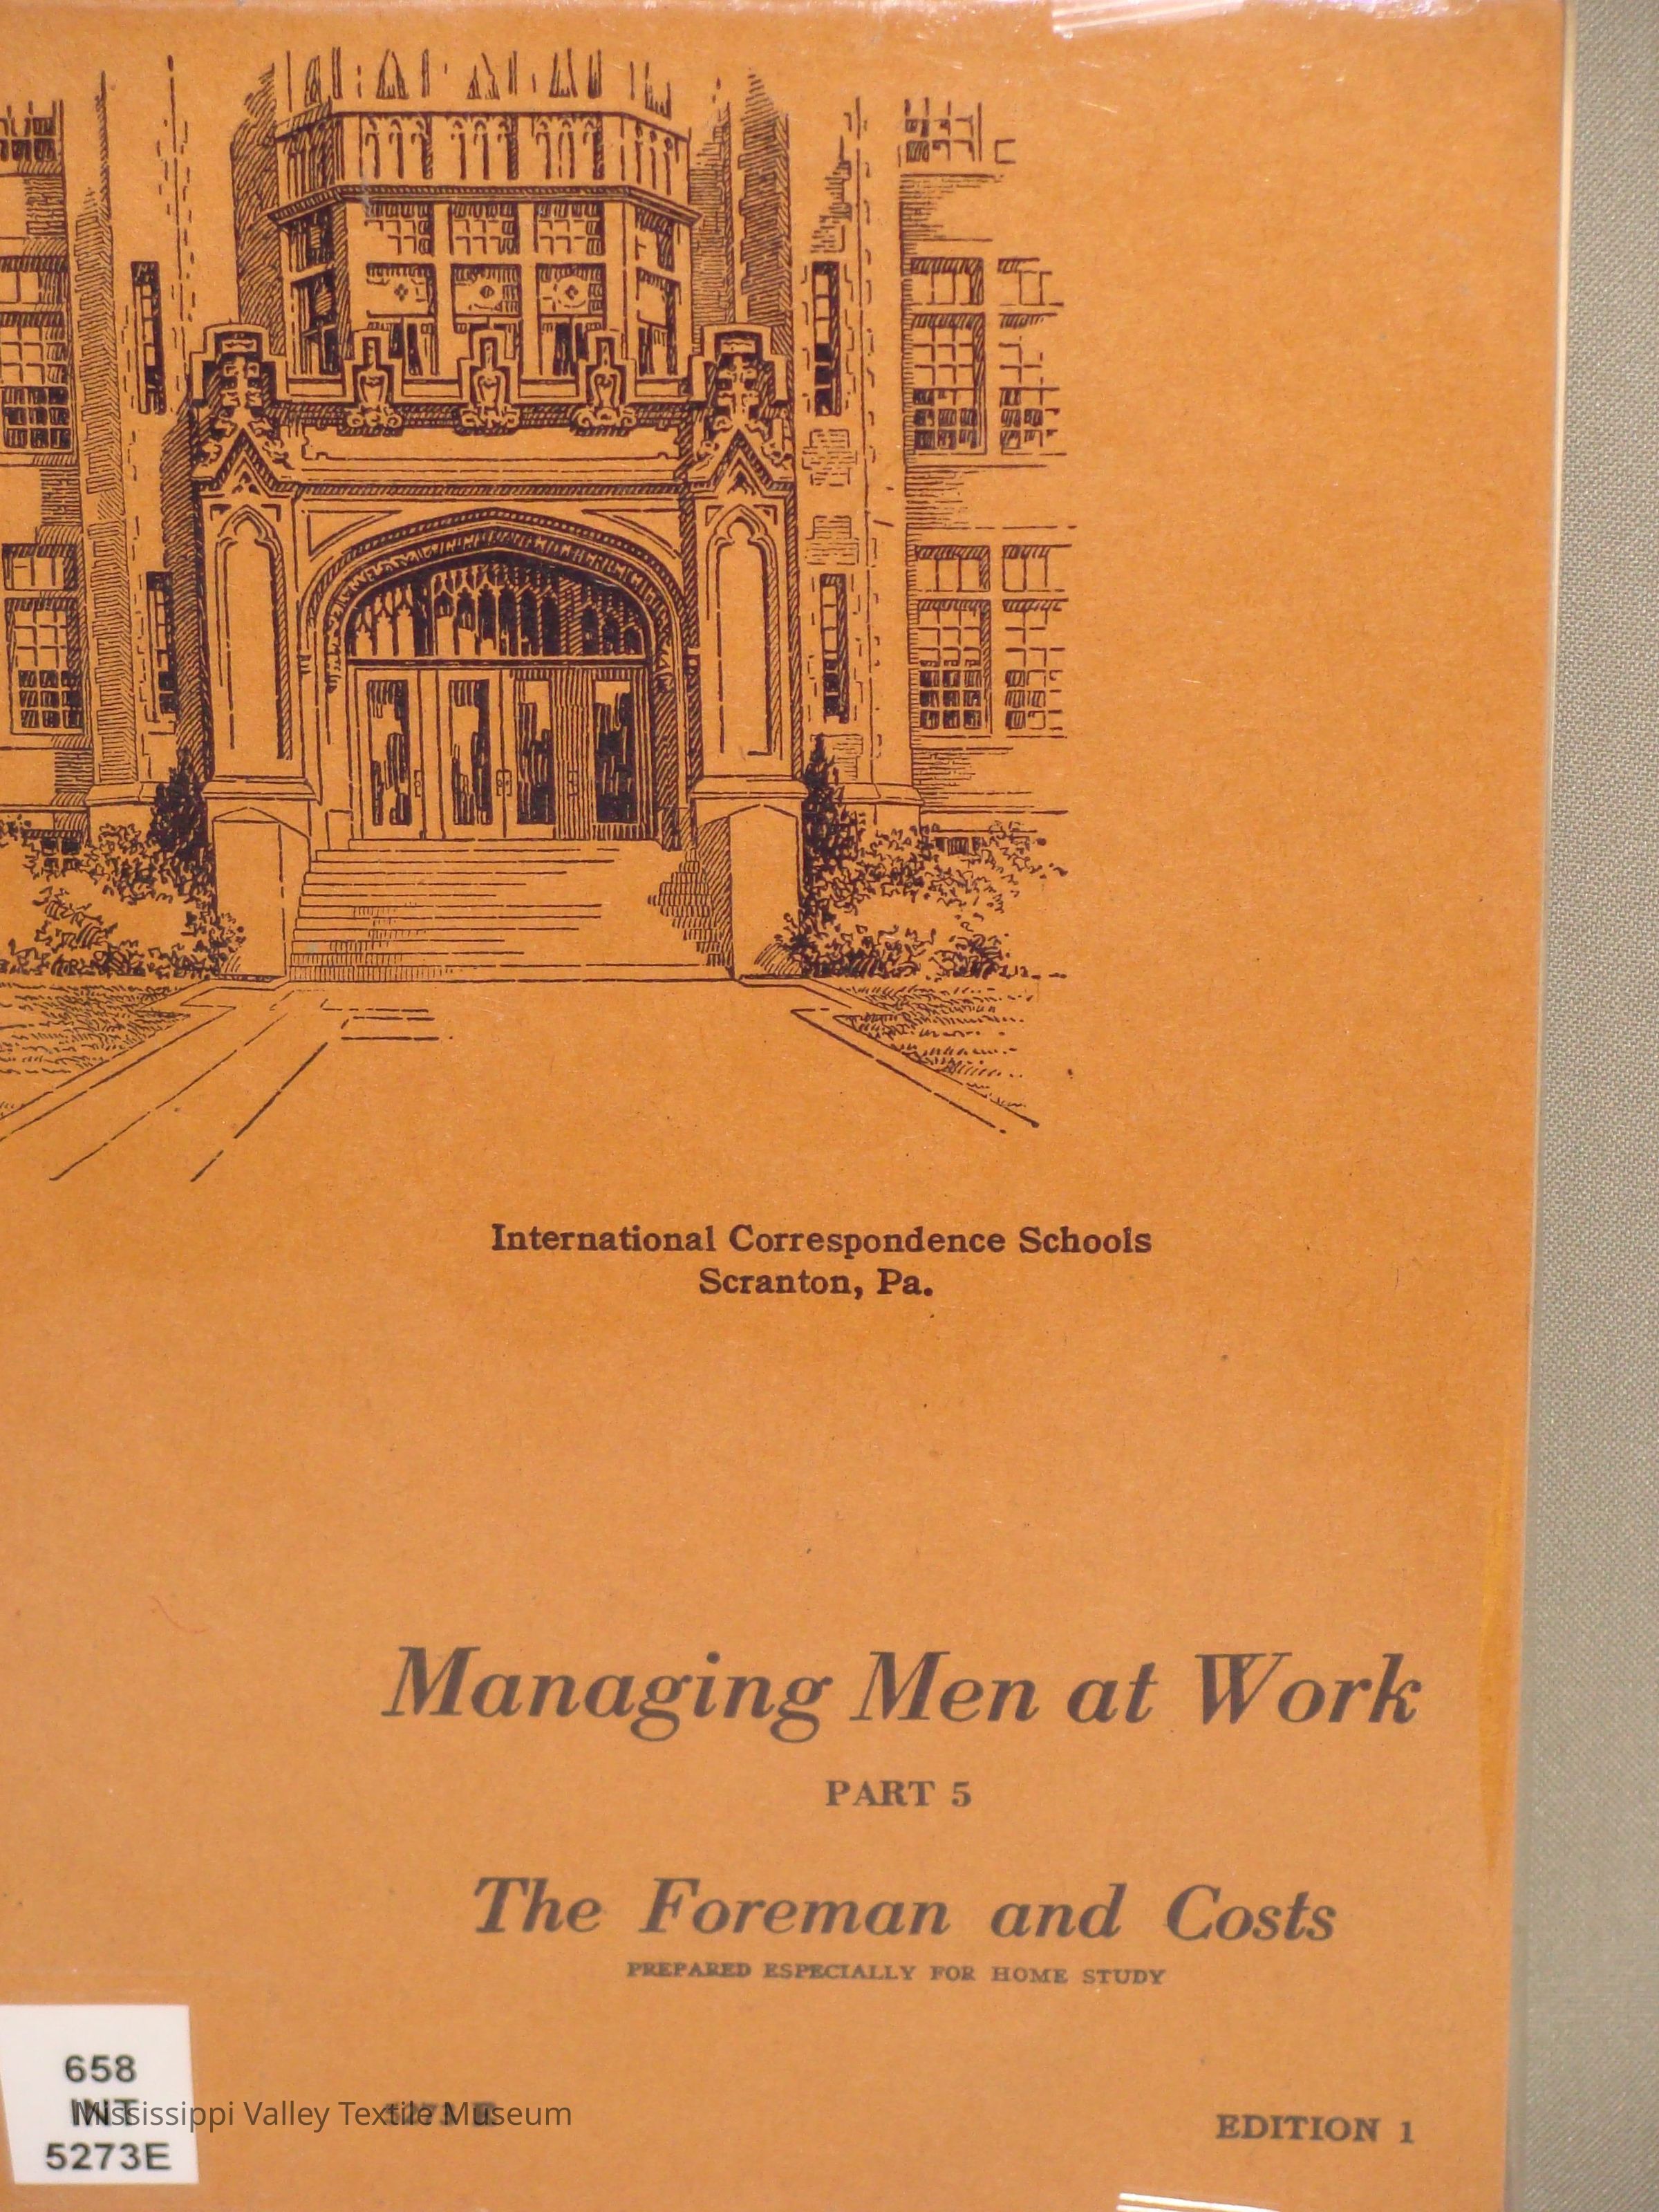 International Correspondence Schools
Scranton, Pa.
Managing Men at Work
PART 5
The Foreman and Costs
PREPARED ESPECIALLY FOR HOME STUDY
658
INT
5273E
Mississippi Valley Textile Museum
EDITION 1